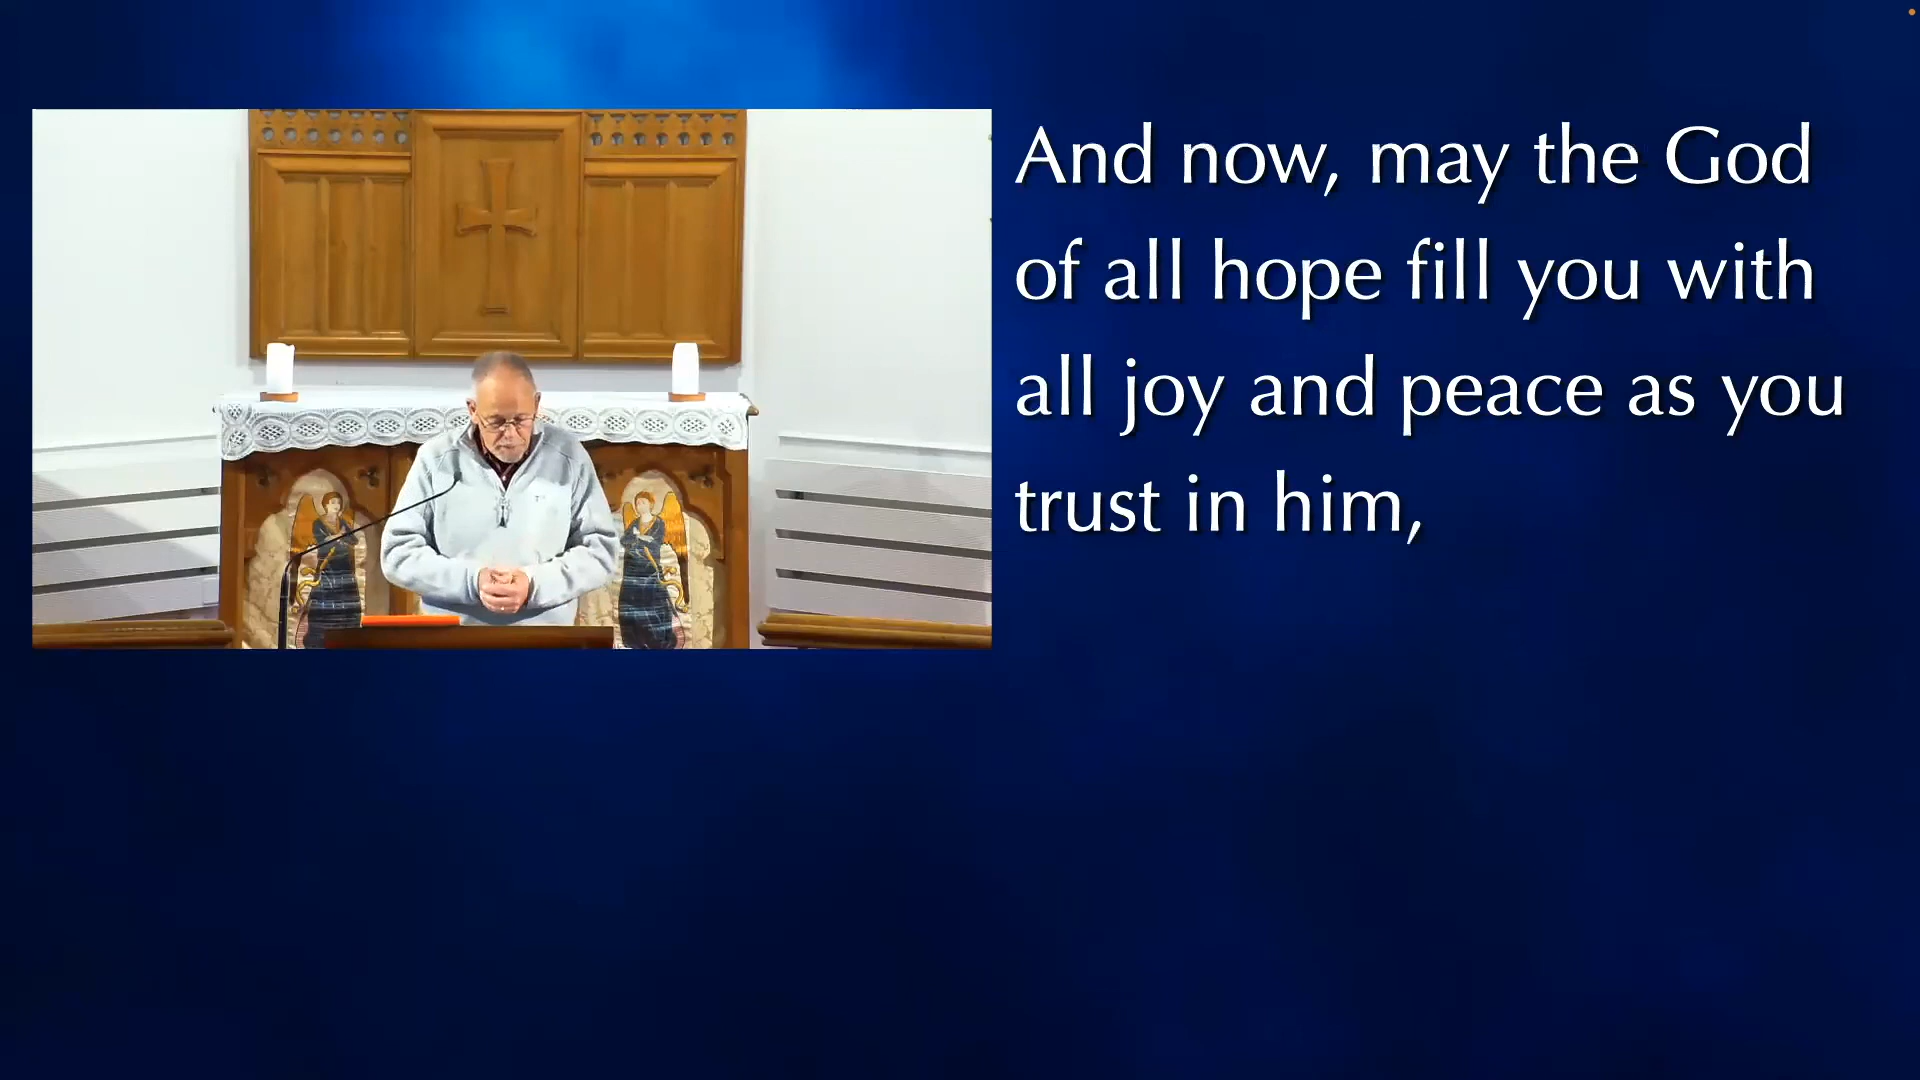 And now, may the God
of all hope fill you with
all joy and peace as you
trust in him,